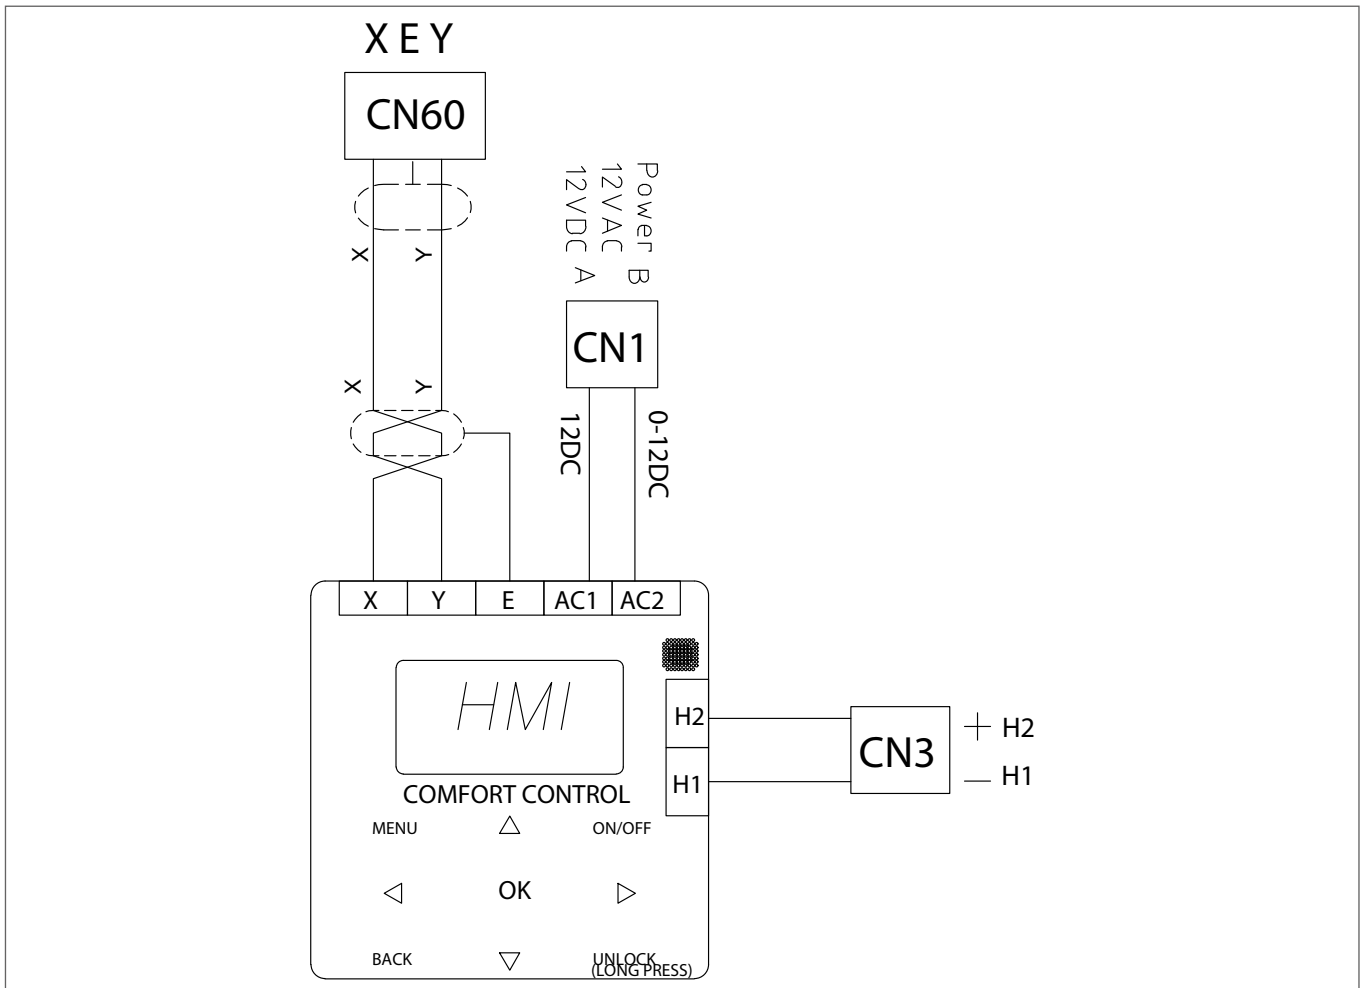 X E Y
CN60
Power B
12VAC
12VDC A
X
Y
CN1
X
Y
12DC
0-12DC
X
Y
E
AC1
AC2
HMI
H2
H1
CN3
H2
H1
COMFORT CONTROL
MENU
ON/OFF
OK
BACK
UNLOCK
(LONG PRESS)